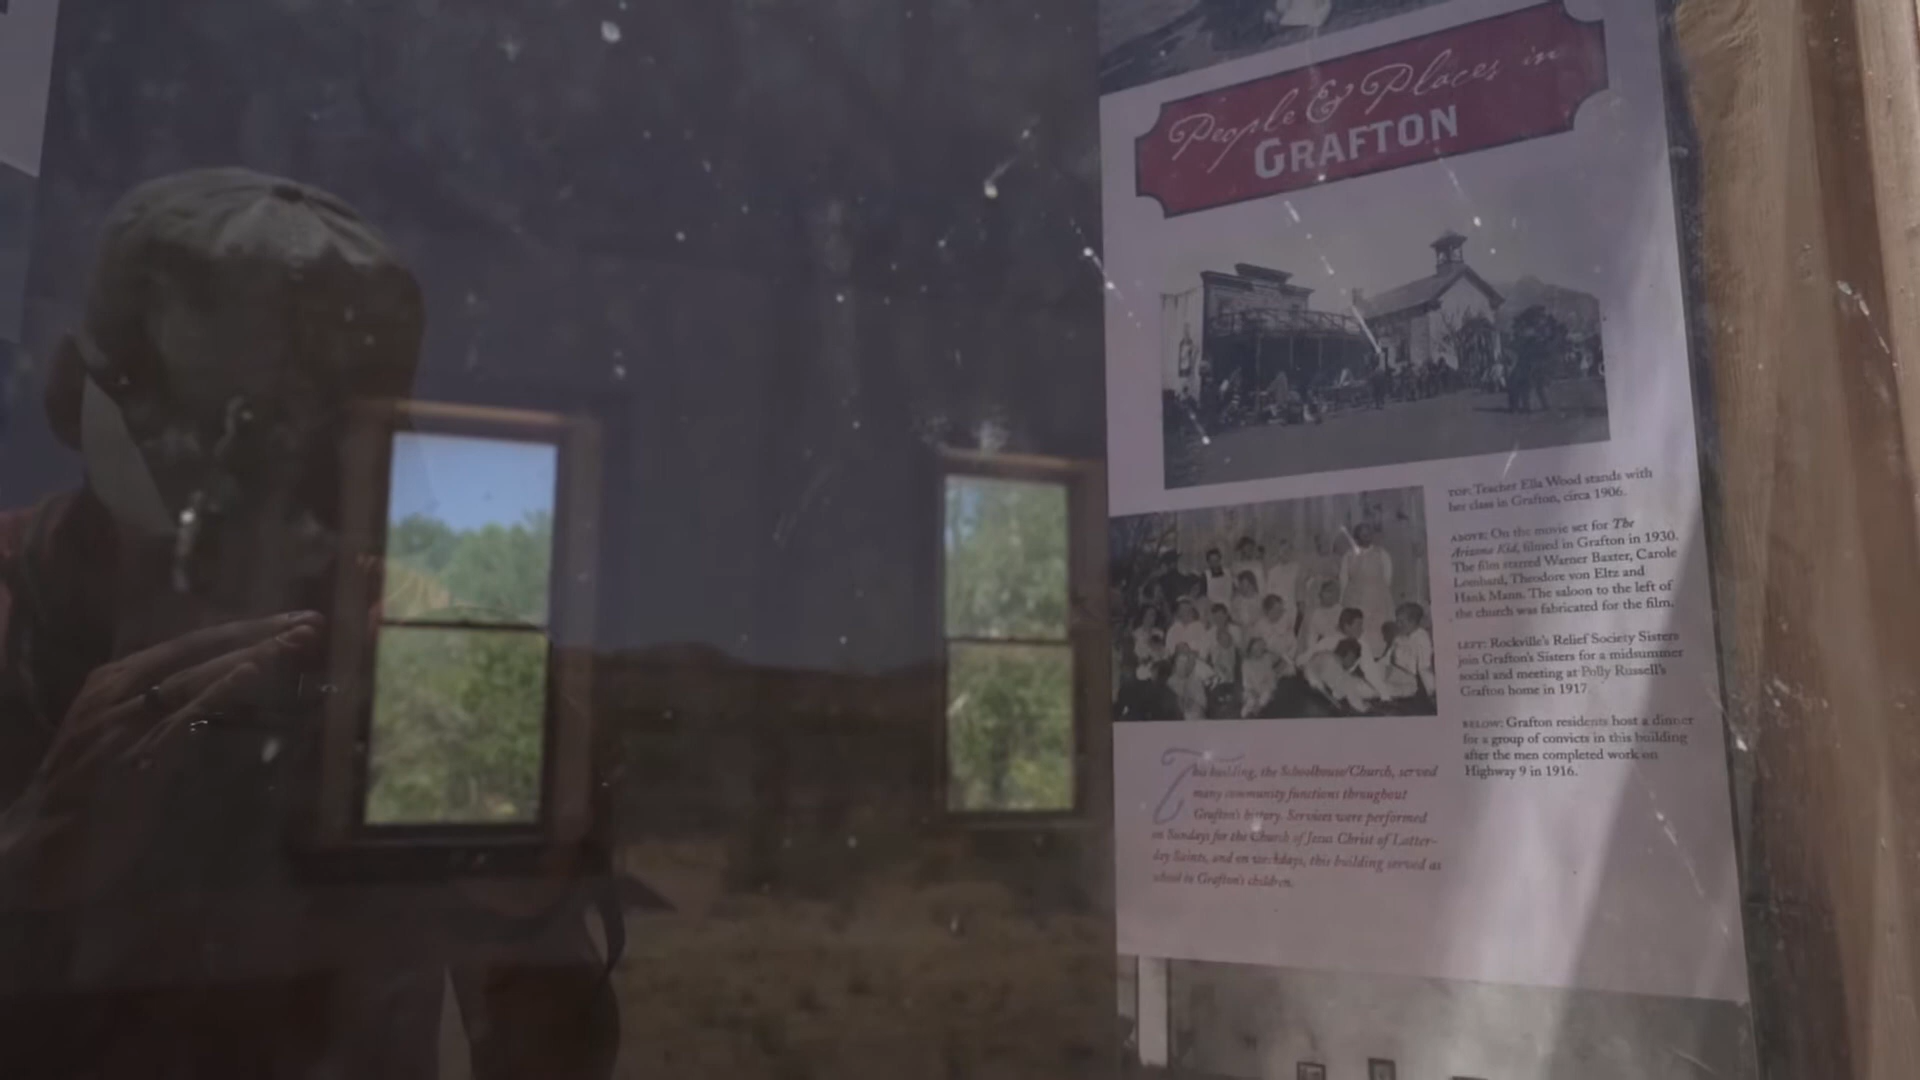 People & Places in
GRAFTON
TOP: Teacher Ella Wood stands with
her class in Grafton, circa 1906.
ABOVE: On the movie set for The
Arizona Kid, filmed in Grafton in 1930.
The film starred Warner Baxter, Carole
Lombard, Theodore von Eltz and
Hank Mann. The saloon to the left of
the church was fabricated for the film.
LEFT: Rockville's Relief Society Sisters
join Grafton's Sisters for a midsummer
social and meeting at Polly Russell's
Grafton home in 1917
BELOW: Grafton residents host a dinner
for a group of convicts in this building
after the men completed work on
Highway 9 in 1916.
This building, the Schoolhouse/Church, served
many community functions throughout
Grafton's history. Services were performed
on Sundays for the Church of Jesus Christ of Latter-
day Saints, and on weekdays, this building served as
school to Grafton's children.